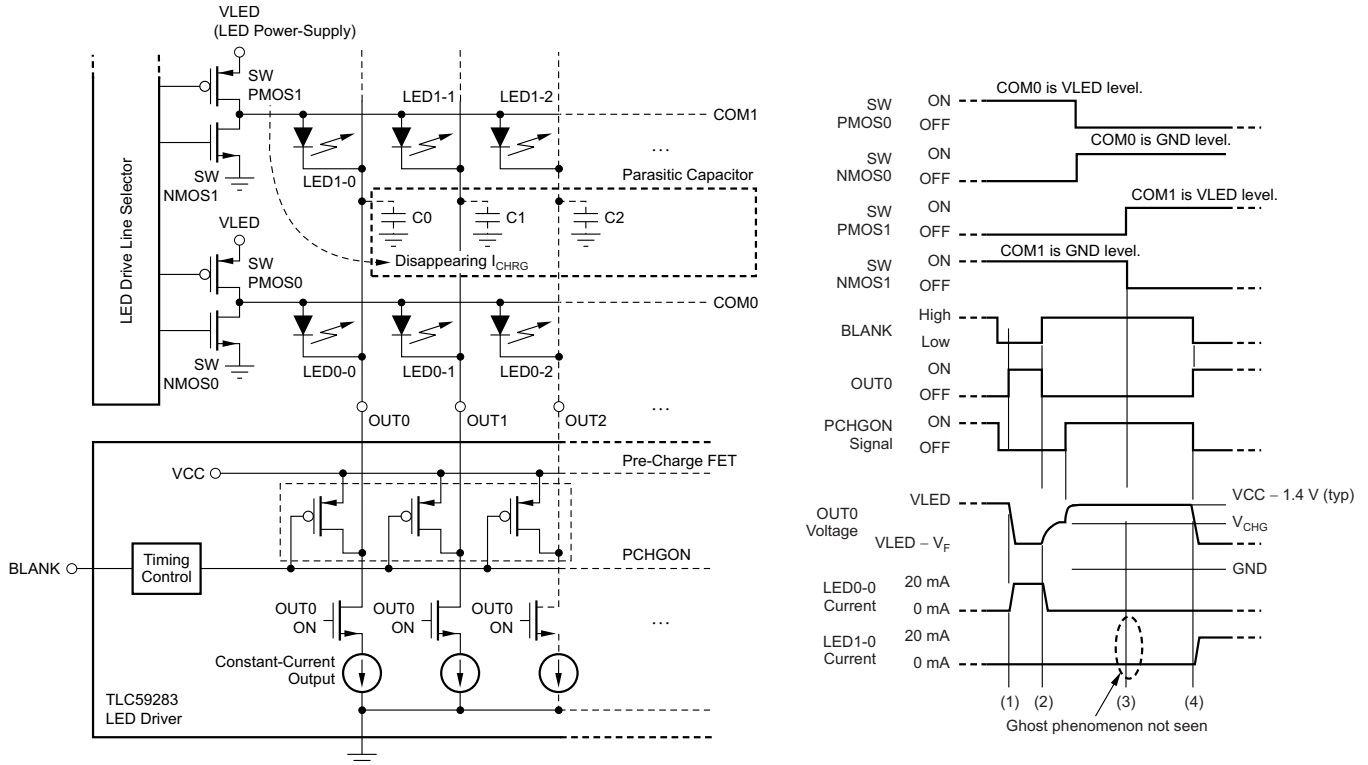 VLED
(LED Power-Supply)
SW
PMOS1
LED1-1
LED1-2
COM1
SW
NMOS1
LED1-0
...
Parasitic Capacitor
C0
C1
C2
VLED
Disappearing ICHRG
SW
PMOS0
COM0
SW
NMOS0
LED0-0
LED0-1
LED0-2
...
LED Drive Line Selector
OUT0
OUT1
OUT2
...
VCC
Pre-Charge FET
BLANK
Timing
Control
PCHGON
OUT0
ON
OUT0
ON
OUT0
ON
...
Constant-Current
Output
TLC59283
LED Driver
COM0 is VLED level.
SW
PMOS0
ON
OFF
COM0 is GND level.
SW
NMOS0
ON
OFF
COM1 is VLED level.
SW
PMOS1
ON
OFF
COM1 is GND level.
SW
NMOS1
ON
OFF
BLANK
High
Low
OUT0
ON
OFF
PCHGON
Signal
ON
OFF
OUT0
Voltage
VLED
VLED – VF
VCC – 1.4 V (typ)
VCHG
GND
LED0-0
Current
20 mA
0 mA
LED1-0
Current
20 mA
0 mA
(1)
(2)
(3)
(4)
Ghost phenomenon not seen